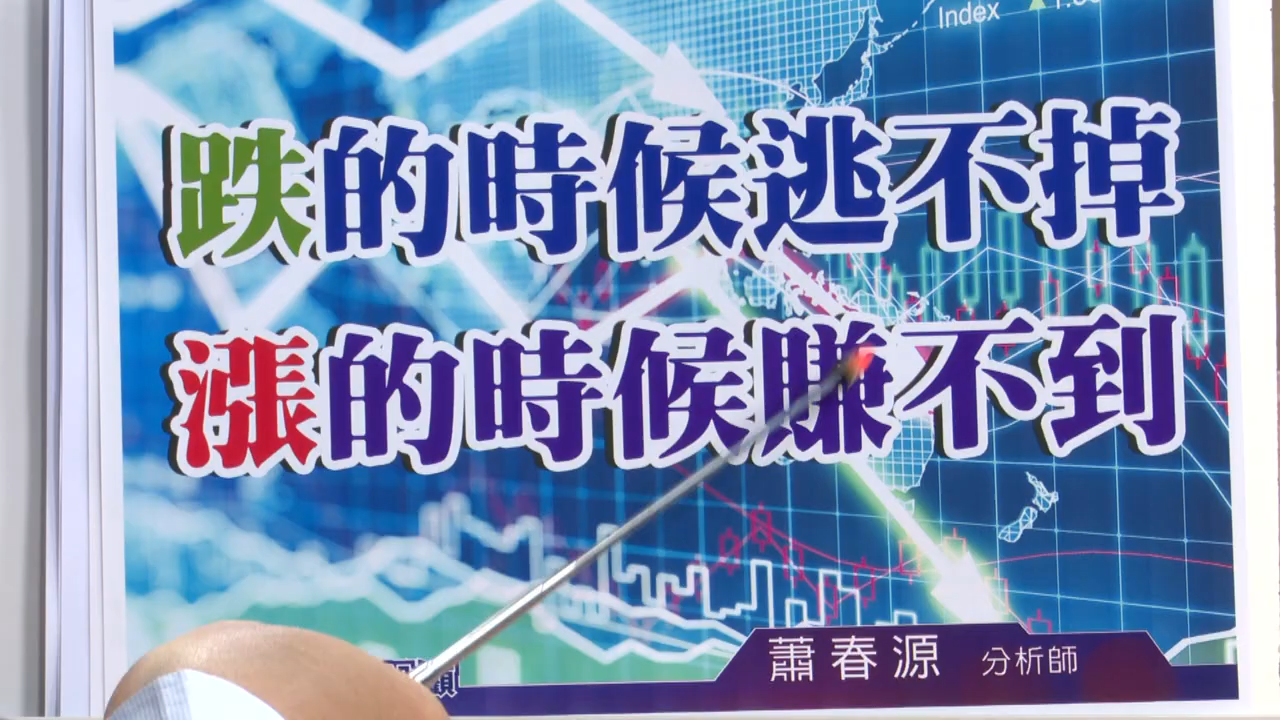 Index
跌的時候逃不掉
漲的時候賺不到
蕭春源 分析師
顧